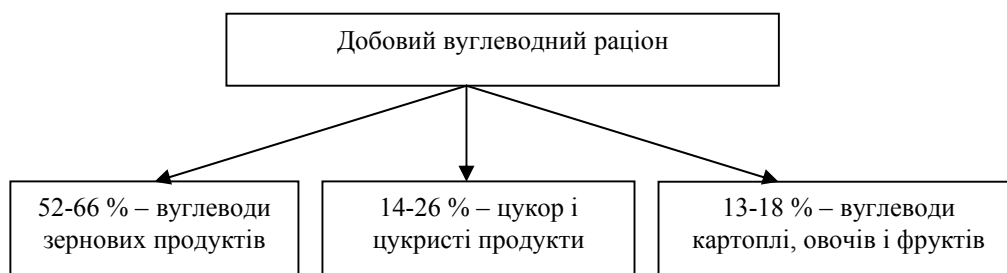 Добовий вуглеводний раціон
52-66 % – вуглеводи
зернових продуктів
14-26 % – цукор і
цукристі продукти
13-18 % – вуглеводи
картоплі, овочів і фруктів